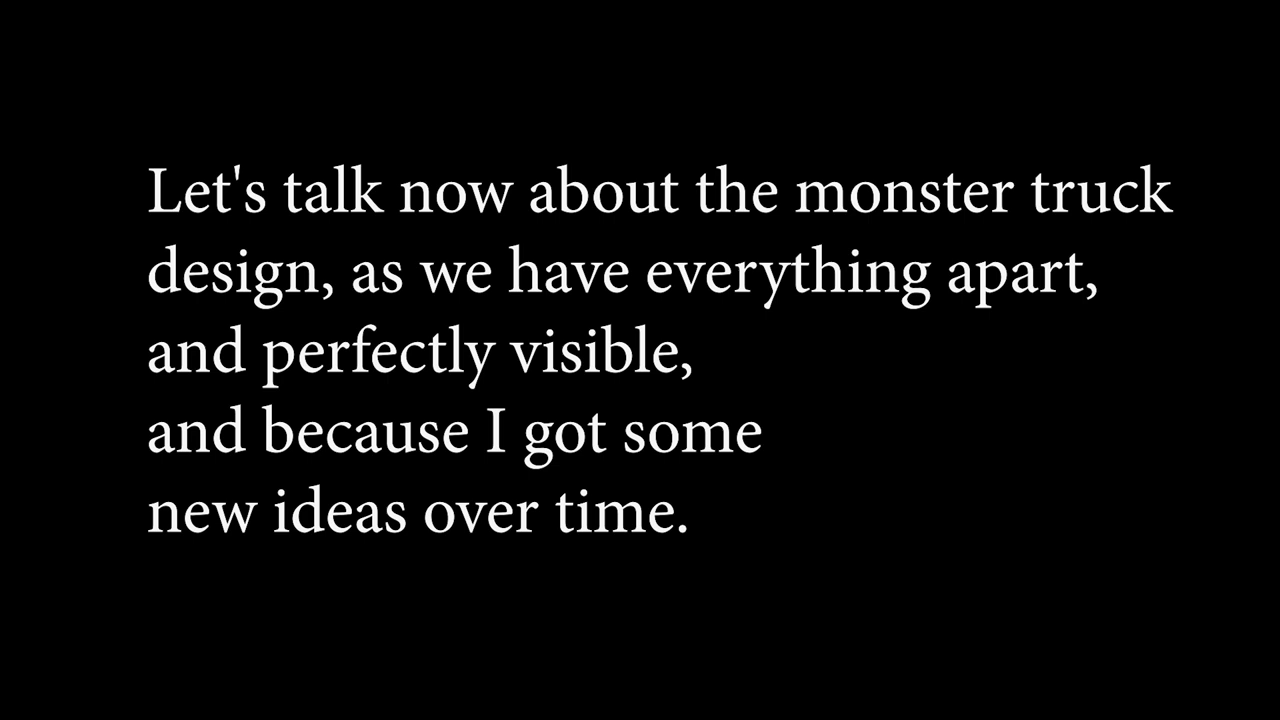 Let's talk now about the monster truck
design, as we have everything apart,
and perfectly visible,
and because I got some
new ideas over time.